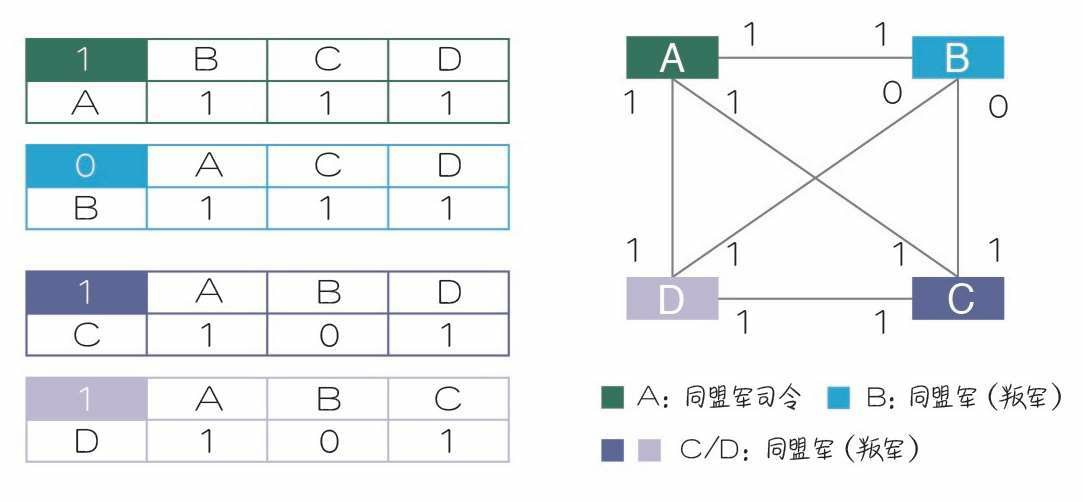 1 B C D
A 1 1 1
0 A C D
B 1 1 1
1 A B D
C 1 0 1
1 A B C
D 1 0 1
1 1
A B
1 1 0 0
1 1 1 1
D C
1 1
A: 同盟军司令 B: 同盟军(叛军)
C/D: 同盟军(叛军)